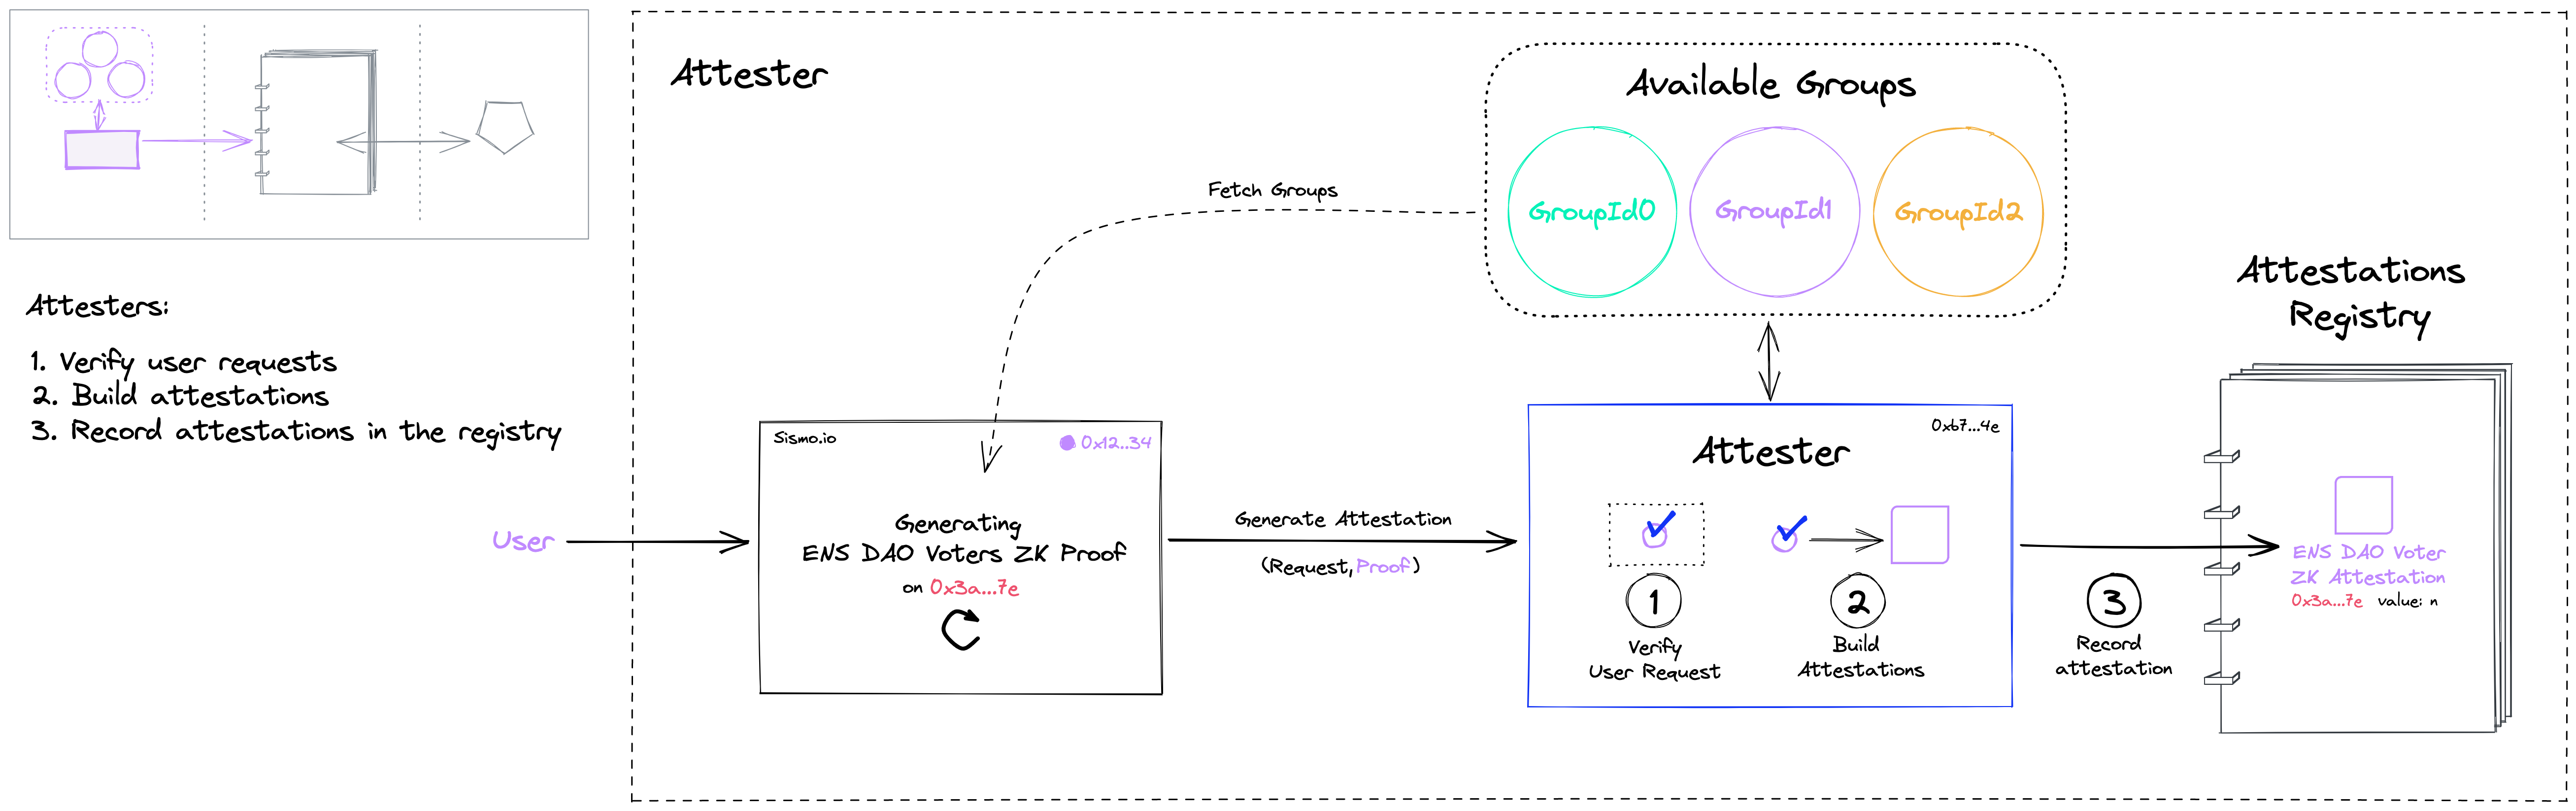 Attesters:
1. Verify user requests
2. Build attestations
3. Record attestations in the registry
User
Attester
Available Groups
GroupId0
GroupId1
GroupId2
Fetch Groups
Sismo.io
0x12..34
Generating
ENS DAO Voters ZK Proof
on 0x3a...7e
Generate Attestation
(Request, Proof)
0xb7...4e
Attester
1
Verify
User Request
2
Build
Attestations
3
Record
attestation
Attestations
Registry
ENS DAO Voter
ZK Attestation
0x3a...7e value: n